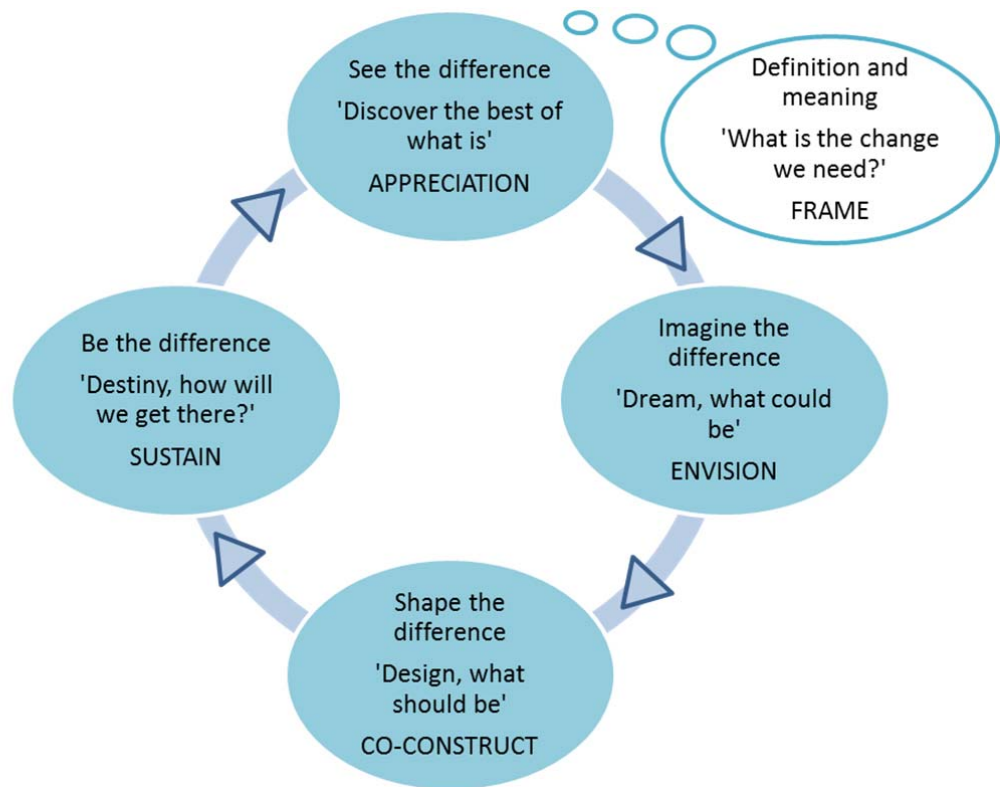 See the difference
'Discover the best of
what is'
APPRECIATION
Definition and
meaning
'What is the change
we need?'
FRAME
Imagine the
difference
'Dream, what could
be'
ENVISION
Shape the
difference
'Design, what
should be'
CO-CONSTRUCT
Be the difference
'Destiny, how will
we get there?'
SUSTAIN